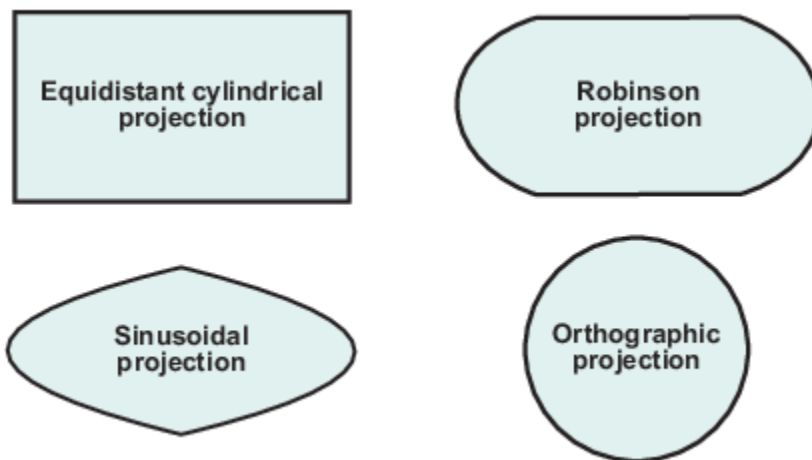 Equidistant cylindrical
projection
Robinson
projection
Sinusoidal
projection
Orthographic
projection